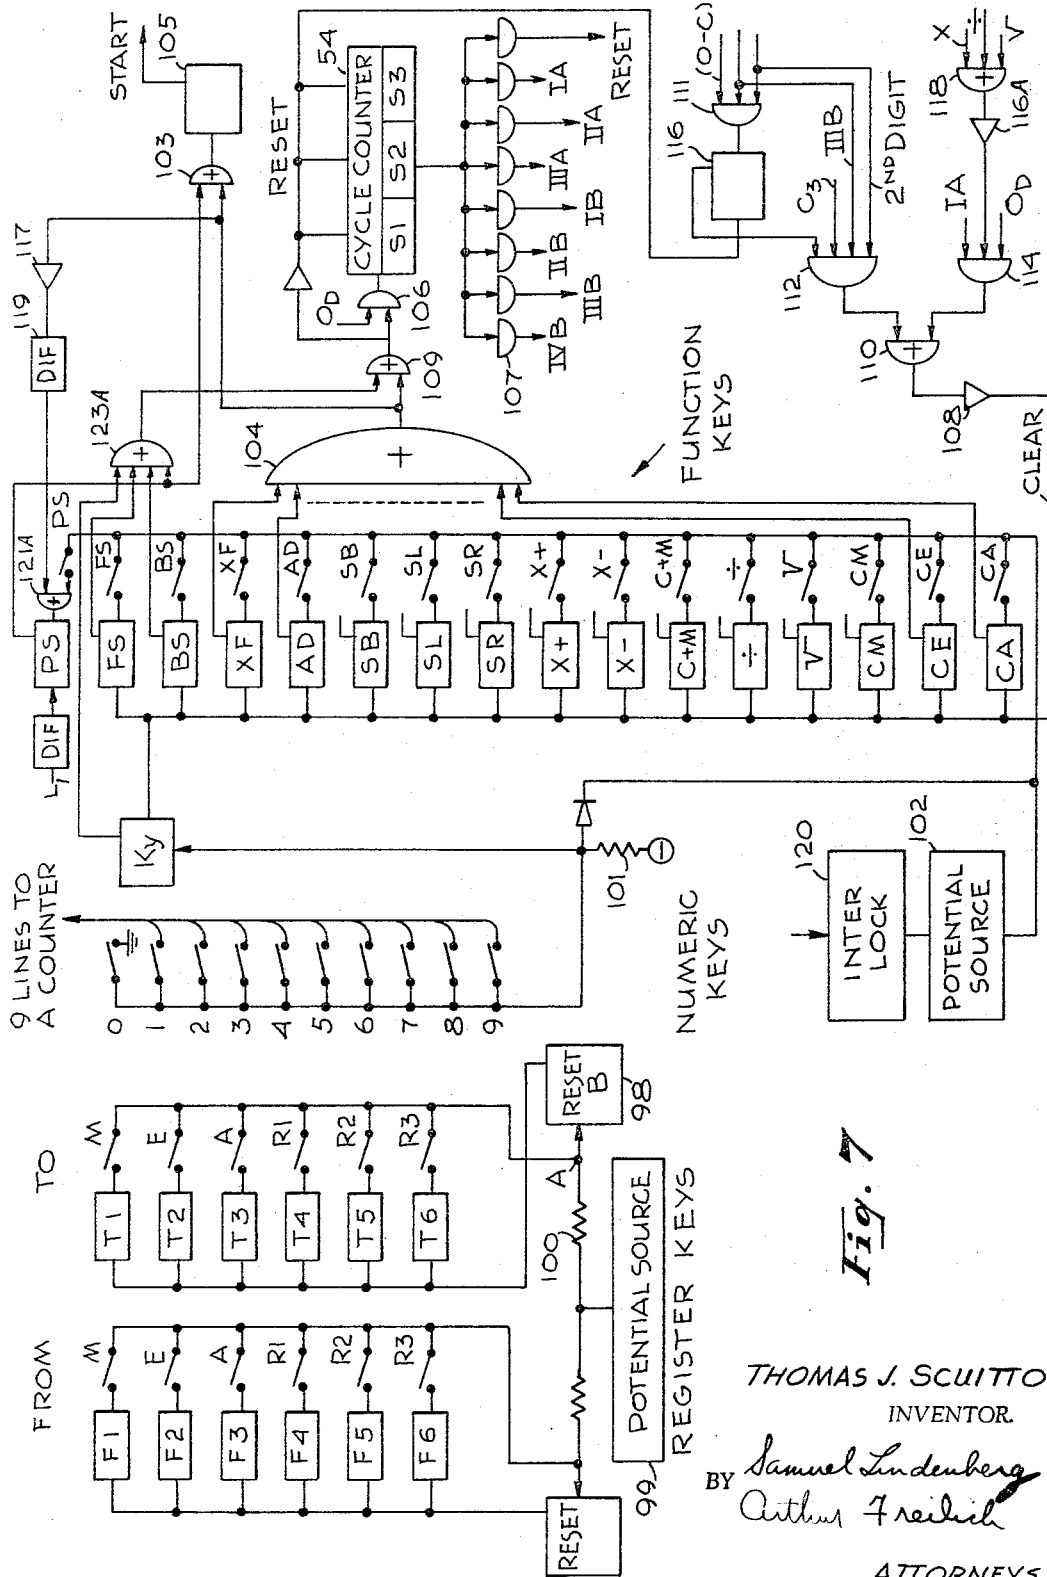 FROM
M
F1
E
F2
A
F3
R1
F4
R2
F5
R3
F6
RESET
TO
M
T1
E
T2
A
T3
R1
T4
R2
T5
R3
T6
RESET B
98
A
100
POTENTIAL SOURCE
99
REGISTER KEYS
9 LINES TO
A COUNTER
0
1
2
3
4
5
6
7
8
9
NUMERIC
KEYS
101
Ky
120
INTER
LOCK
102
POTENTIAL
SOURCE
L1
DIF
PS
121A
PS
FS
FS
BS
BS
XF
XF
AD
AD
SB
SB
SL
SL
SR
SR
X+
X+
X-
X-
C+M
C+M
÷
÷
√
√
CM
CM
CE
CE
CA
CA
FUNCTION
KEYS
119
DIF
117
123A
+
104
+
109
+
103
+
105
START
RESET
54
CYCLE COUNTER
S1 S2 S3
OD
106
107
IVB
IIIB
IIB
IB
IIIA
IIA
IA
RESET
111
(0-C)
116
C3
IIIB
2ND DIGIT
112
IA
OD
114
X
÷
√
118
+
116A
110
+
108
CLEAR
Fig. 7
THOMAS J. SCUITTO
INVENTOR.
BY Samuel Lindenberg
Arthur Freilich
ATTORNEYS